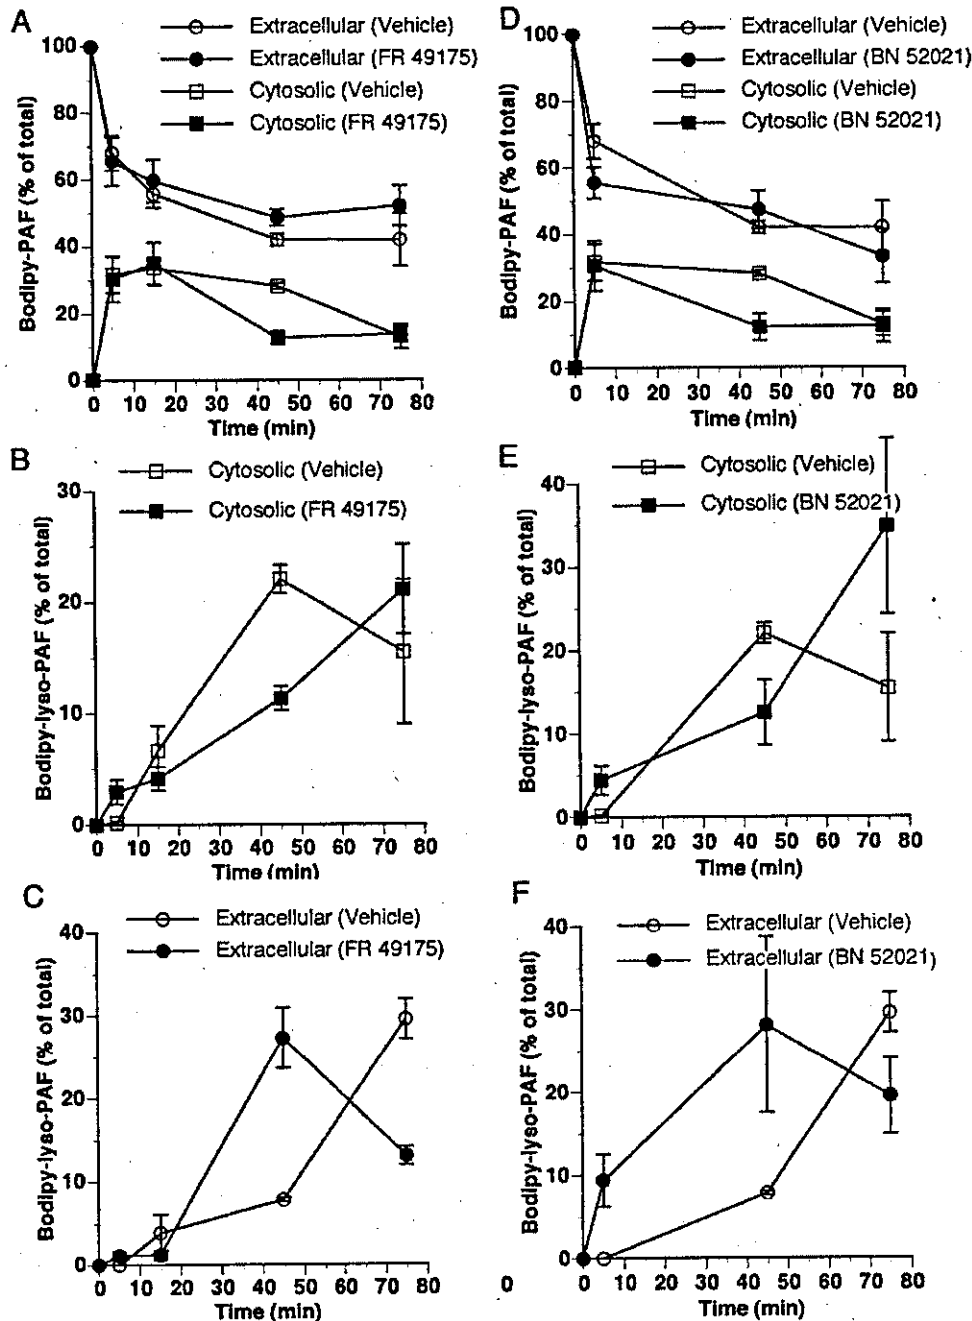 A
Extracellular (Vehicle)
Extracellular (FR 49175)
Cytosolic (Vehicle)
Cytosolic (FR 49175)
Bodipy-PAF (% of total)
100
80
60
40
20
0
0 10 20 30 40 50 60 70 80
Time (min)
D
Extracellular (Vehicle)
Extracellular (BN 52021)
Cytosolic (Vehicle)
Cytosolic (BN 52021)
Bodipy-PAF (% of total)
100
80
60
40
20
0
0 10 20 30 40 50 60 70 80
Time (min)
B
Cytosolic (Vehicle)
Cytosolic (FR 49175)
Bodipy-lyso-PAF (% of total)
30
20
10
0
0 10 20 30 40 50 60 70 80
Time (min)
E
Cytosolic (Vehicle)
Cytosolic (BN 52021)
Bodipy-lyso-PAF (% of total)
40
30
20
10
0
0 10 20 30 40 50 60 70 80
Time (min)
C
Extracellular (Vehicle)
Extracellular (FR 49175)
Bodipy-lyso-PAF (% of total)
40
30
20
10
0
0 10 20 30 40 50 60 70 80
Time (min)
F
Extracellular (Vehicle)
Extracellular (BN 52021)
Bodipy-lyso-PAF (% of total)
40
30
20
10
0
0
0 10 20 30 40 50 60 70 80
Time (min)